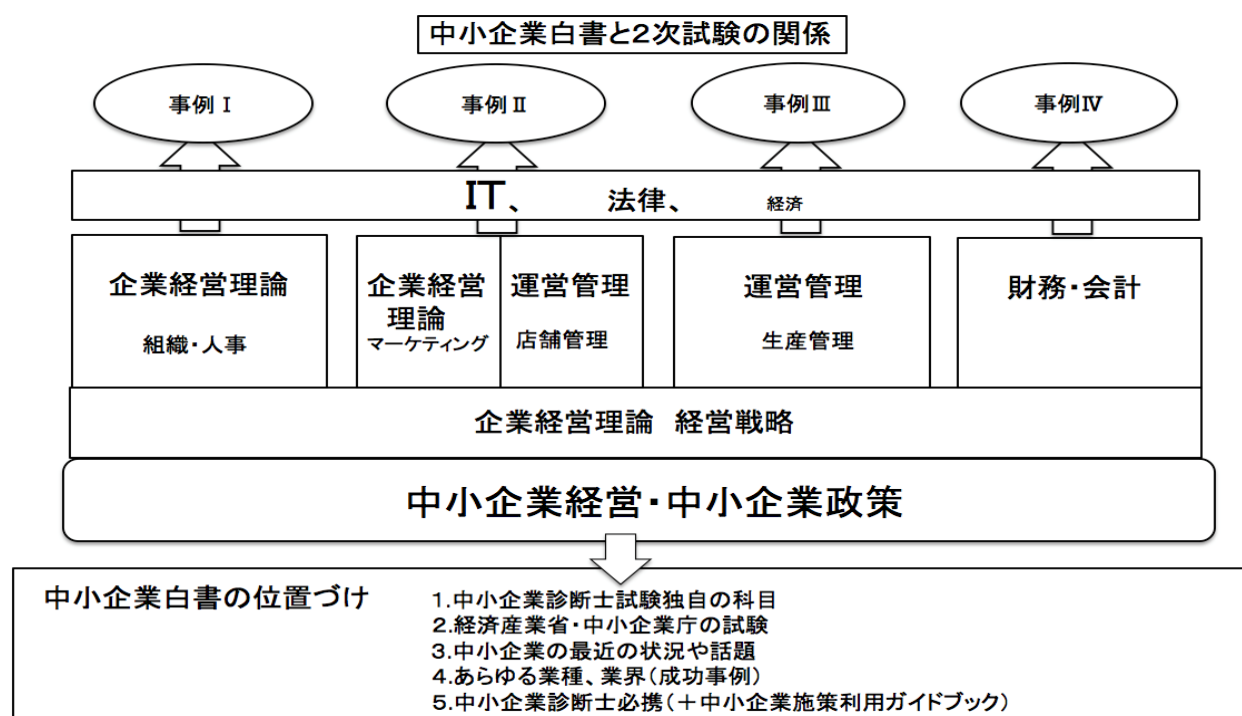 中小企業白書と2次試験の関係
事例Ⅰ
事例Ⅱ
事例Ⅲ
事例Ⅳ
IT、 法律、 経済
企業経営理論
組織・人事
企業経営
理論
マーケティング
運営管理
店舗管理
運営管理
生産管理
財務・会計
企業経営理論 経営戦略
中小企業経営・中小企業政策
中小企業白書の位置づけ
1.中小企業診断士試験独自の科目
2.経済産業省・中小企業庁の試験
3.中小企業の最近の状況や話題
4.あらゆる業種、業界(成功事例)
5.中小企業診断士必携(+中小企業施策利用ガイドブック)